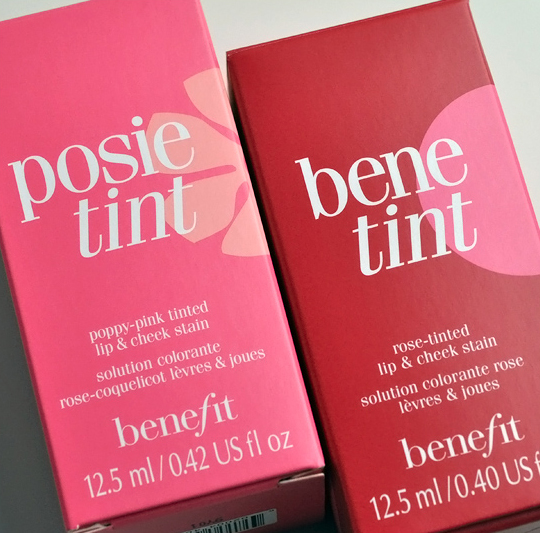 posie
tint
poppy-pink tinted
lip & cheek stain
solution colorante
rose-coquelicot lèvres & joues
benefit
12.5 ml / 0.42 US fl oz
bene
tint
rose-tinted
lip & cheek stain
solution colorante rose
lèvres & joues
benefit
12.5 ml / 0.40 US f